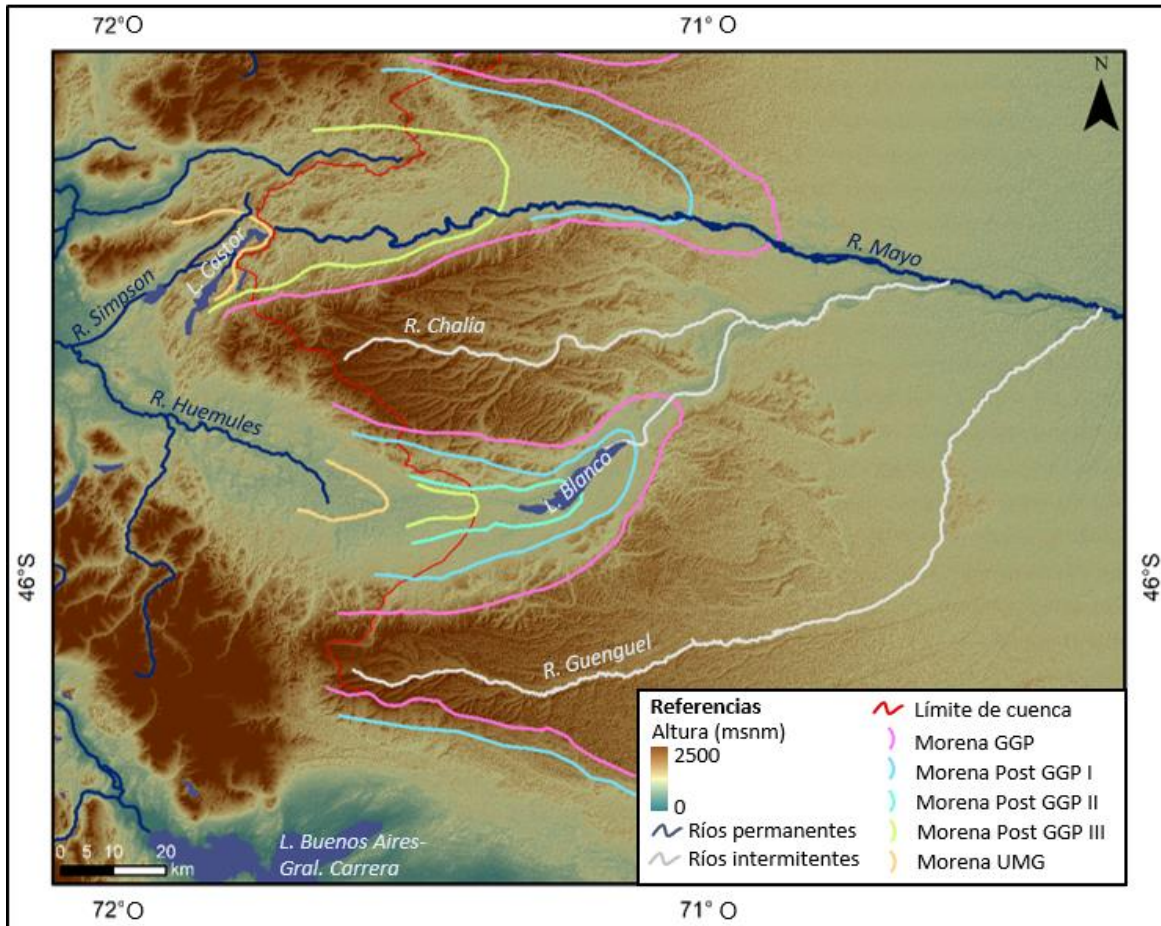 72° O
71° O
N
R. Mayo
R. Simpson
L. Castor
R. Chalía
R. Huemules
L. Blanco
46°S
46°S
R. Guenguel
L. Buenos Aires-
Gral. Carrera
0 5 10 20
km
Referencias
Altura (msnm)
2500
0
Ríos permanentes
Ríos intermitentes
Límite de cuenca
Morena GGP
Morena Post GGP I
Morena Post GGP II
Morena Post GGP III
Morena UMG
72° O
71° O